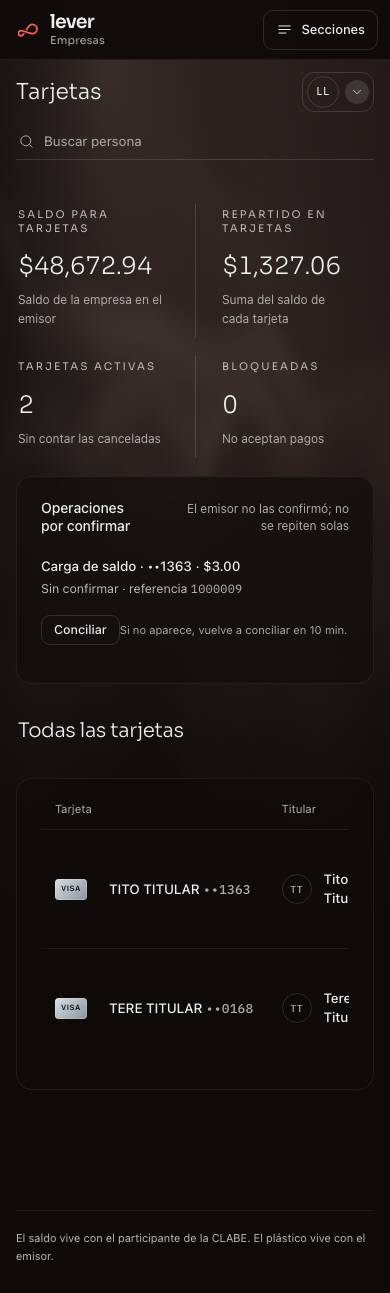 lever
Empresas
Secciones
Tarjetas
LL
Buscar persona
SALDO PARA
TARJETAS
$48,672.94
Saldo de la empresa en el
emisor
REPARTIDO EN
TARJETAS
$1,327.06
Suma del saldo de
cada tarjeta
TARJETAS ACTIVAS
2
Sin contar las canceladas
BLOQUEADAS
0
No aceptan pagos
Operaciones
por confirmar
El emisor no las confirmó; no
se repiten solas
Carga de saldo · ••1363 · $3.00
Sin confirmar · referencia 1000009
Conciliar
Si no aparece, vuelve a conciliar en 10 min.
Todas las tarjetas
Tarjeta
Titular
VISA
TITO TITULAR ••1363
TT
Tito
Titu
VISA
TERE TITULAR ••0168
TT
Tere
Titu
El saldo vive con el participante de la CLABE. El plástico vive con el
emisor.